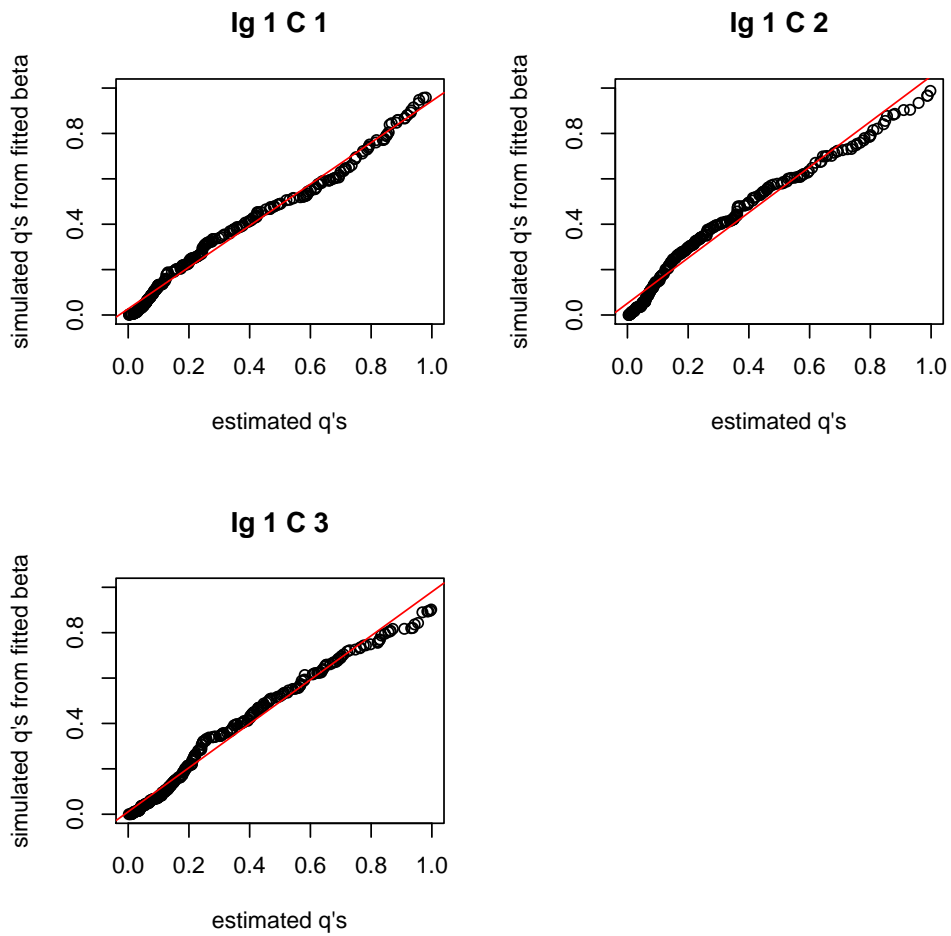 Ig 1 C 1
simulated q's from fitted beta
0.8
0.4
0.0
0.0 0.2 0.4 0.6 0.8 1.0
estimated q's
Ig 1 C 2
simulated q's from fitted beta
0.8
0.4
0.0
0.0 0.2 0.4 0.6 0.8 1.0
estimated q's
Ig 1 C 3
simulated q's from fitted beta
0.8
0.4
0.0
0.0 0.2 0.4 0.6 0.8 1.0
estimated q's